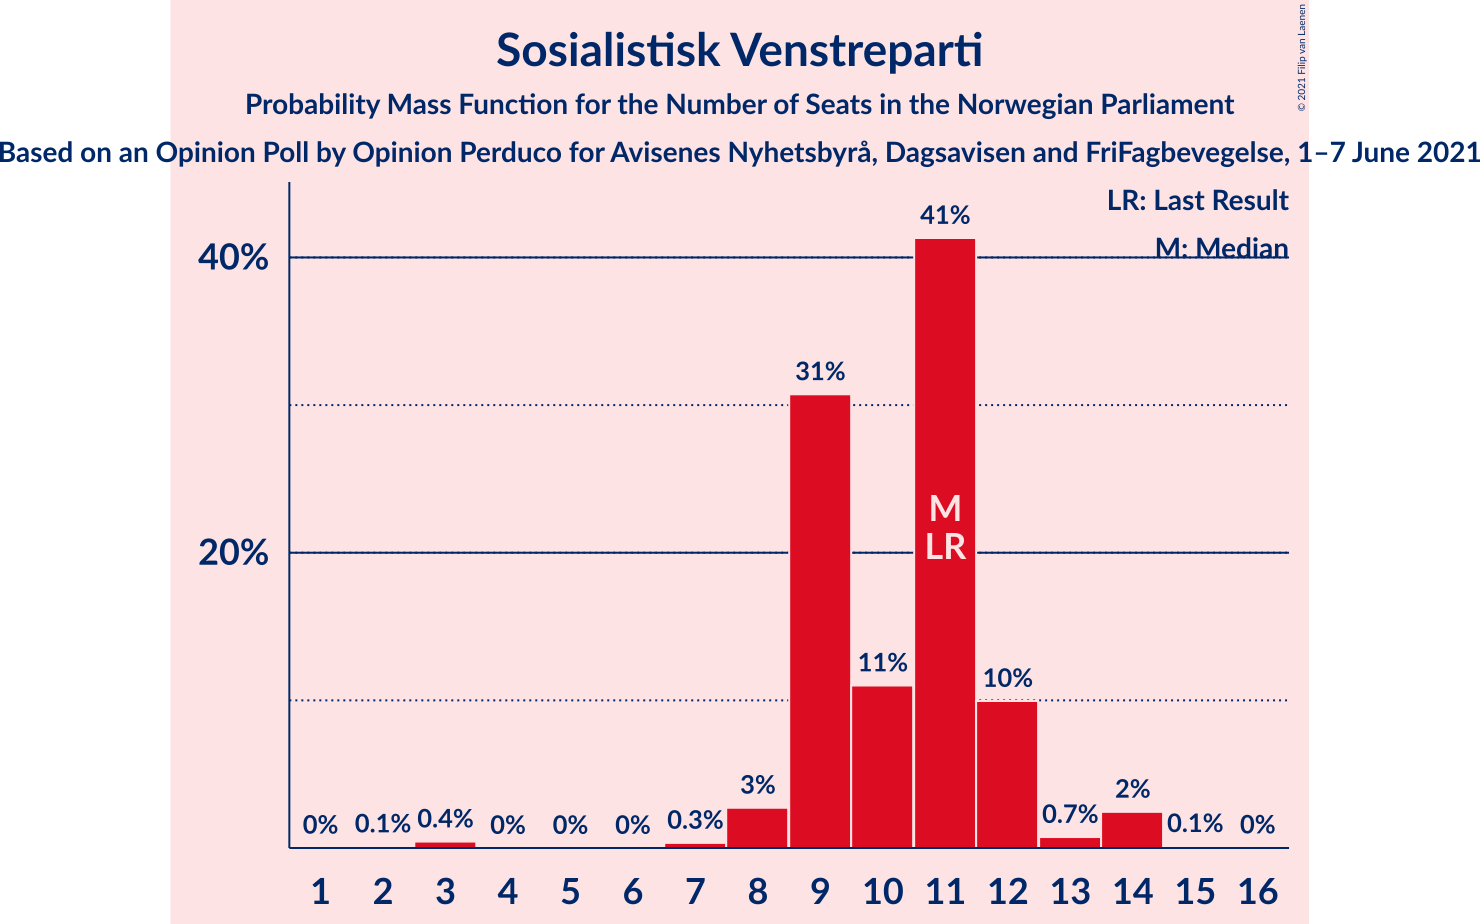 Sosialistisk Venstreparti
Probability Mass Function for the Number of Seats in the Norwegian Parliament
Based on an Opinion Poll by Opinion Perduco for Avisenes Nyhetsbyrå, Dagsavisen and FriFagbevegelse, 1–7 June 2021
© 2021 Filip van Laenen
LR: Last Result
M: Median
40%
20%
0%
0.1%
0.4%
0%
0%
0%
0.3%
3%
31%
11%
41%
10%
0.7%
2%
0.1%
0%
M
LR
1 2 3 4 5 6 7 8 9 10 11 12 13 14 15 16